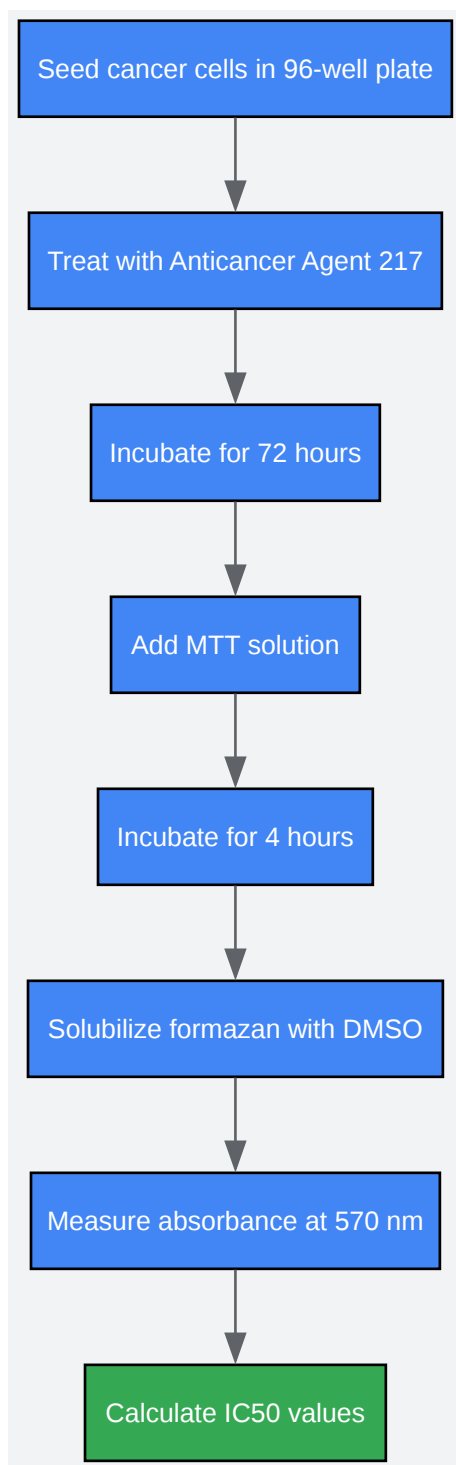 Seed cancer cells in 96-well plate
Treat with Anticancer Agent 217
Incubate for 72 hours
Add MTT solution
Incubate for 4 hours
Solubilize formazan with DMSO
Measure absorbance at 570 nm
Calculate IC50 values